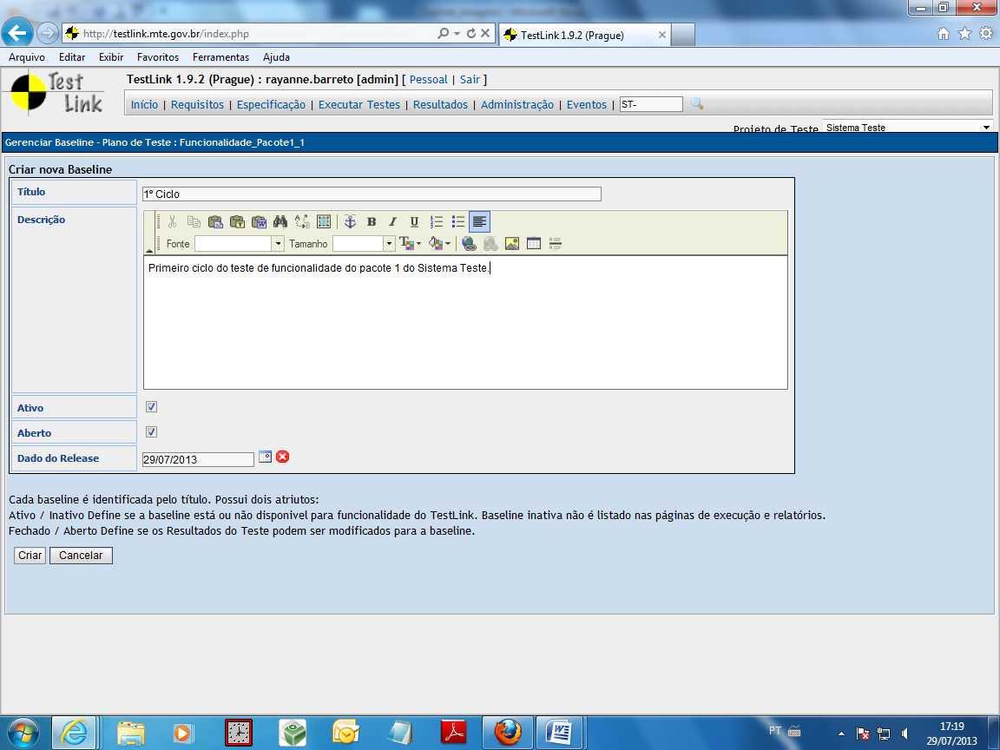 http://testlink.mte.gov.br/index.php
TestLink 1.9.2 (Prague)
Arquivo Editar Exibir Favoritos Ferramentas Ajuda
Test Link
TestLink 1.9.2 (Prague) : rayanne.barreto [admin] [ Pessoal | Sair ]
Início | Requisitos | Especificação | Executar Testes | Resultados | Administração | Eventos | ST-
Projeto de Teste Sistema Teste
Gerenciar Baseline - Plano de Teste : Funcionalidade_Pacote1_1
Criar nova Baseline
Título 1º Ciclo
Descrição
B I U
Fonte Tamanho
Primeiro ciclo do teste de funcionalidade do pacote 1 do Sistema Teste.
Ativo
Aberto
Dado do Release 29/07/2013
Cada baseline é identificada pelo título. Possui dois atriutos:
Ativo / Inativo Define se a baseline está ou não disponivel para funcionalidade do TestLink. Baseline inativa não é listado nas páginas de execução e relatórios.
Fechado / Aberto Define se os Resultados do Teste podem ser modificados para a baseline.
Criar Cancelar
PT
17:19
29/07/2013